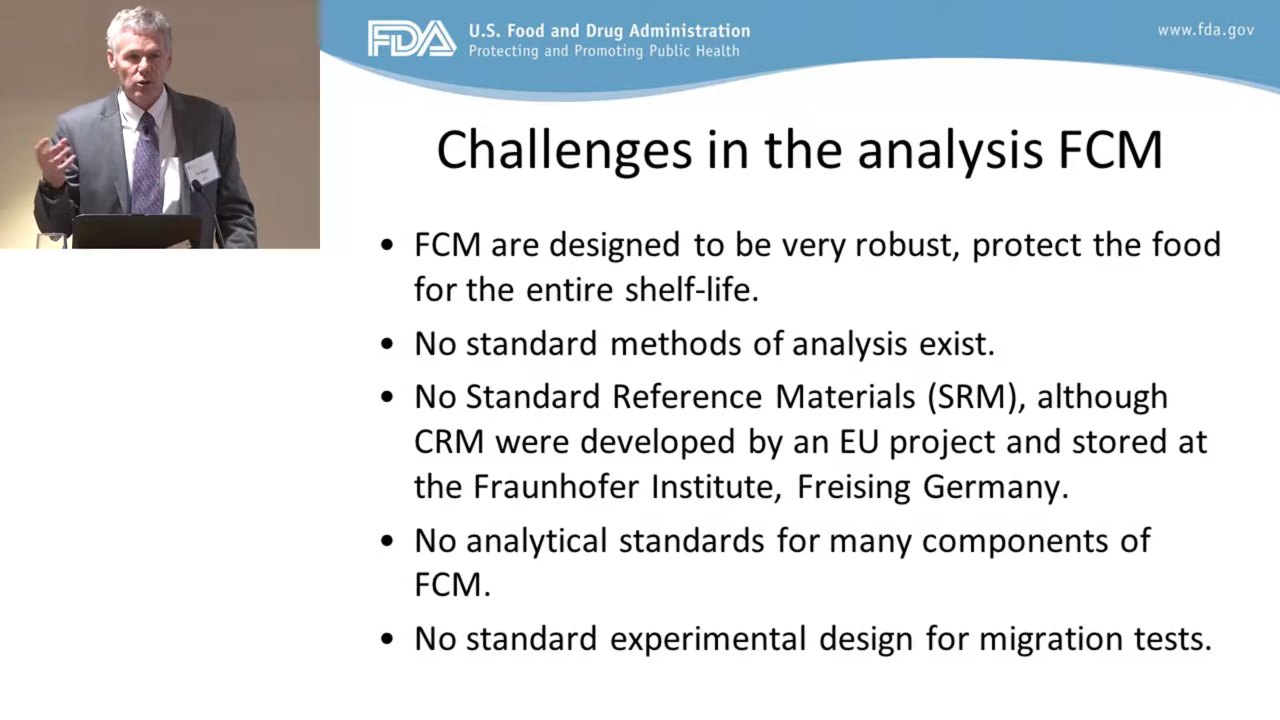 FDA
U.S. Food and Drug Administration
Protecting and Promoting Public Health
www.fda.gov
Challenges in the analysis FCM
• FCM are designed to be very robust, protect the food
for the entire shelf-life.
• No standard methods of analysis exist.
• No Standard Reference Materials (SRM), although
CRM were developed by an EU project and stored at
the Fraunhofer Institute, Freising Germany.
• No analytical standards for many components of
FCM.
• No standard experimental design for migration tests.